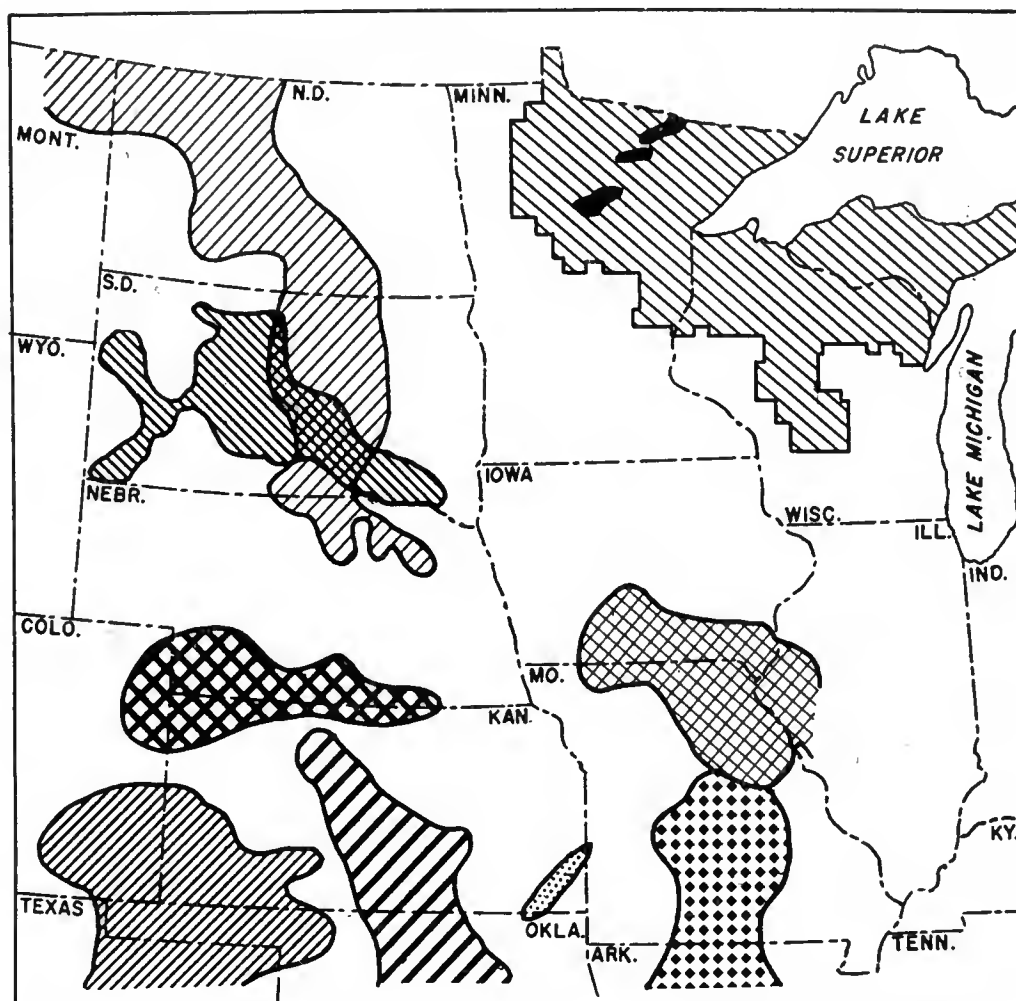 N.D.
MINN.
MONT.
LAKE
SUPERIOR
S.D.
WYO.
LAKE MICHIGAN
NEBR.
IOWA
WISC.
ILL.
IND.
COLO.
MO.
KAN.
KY.
TEXAS
OKLA.
ARK.
TENN.